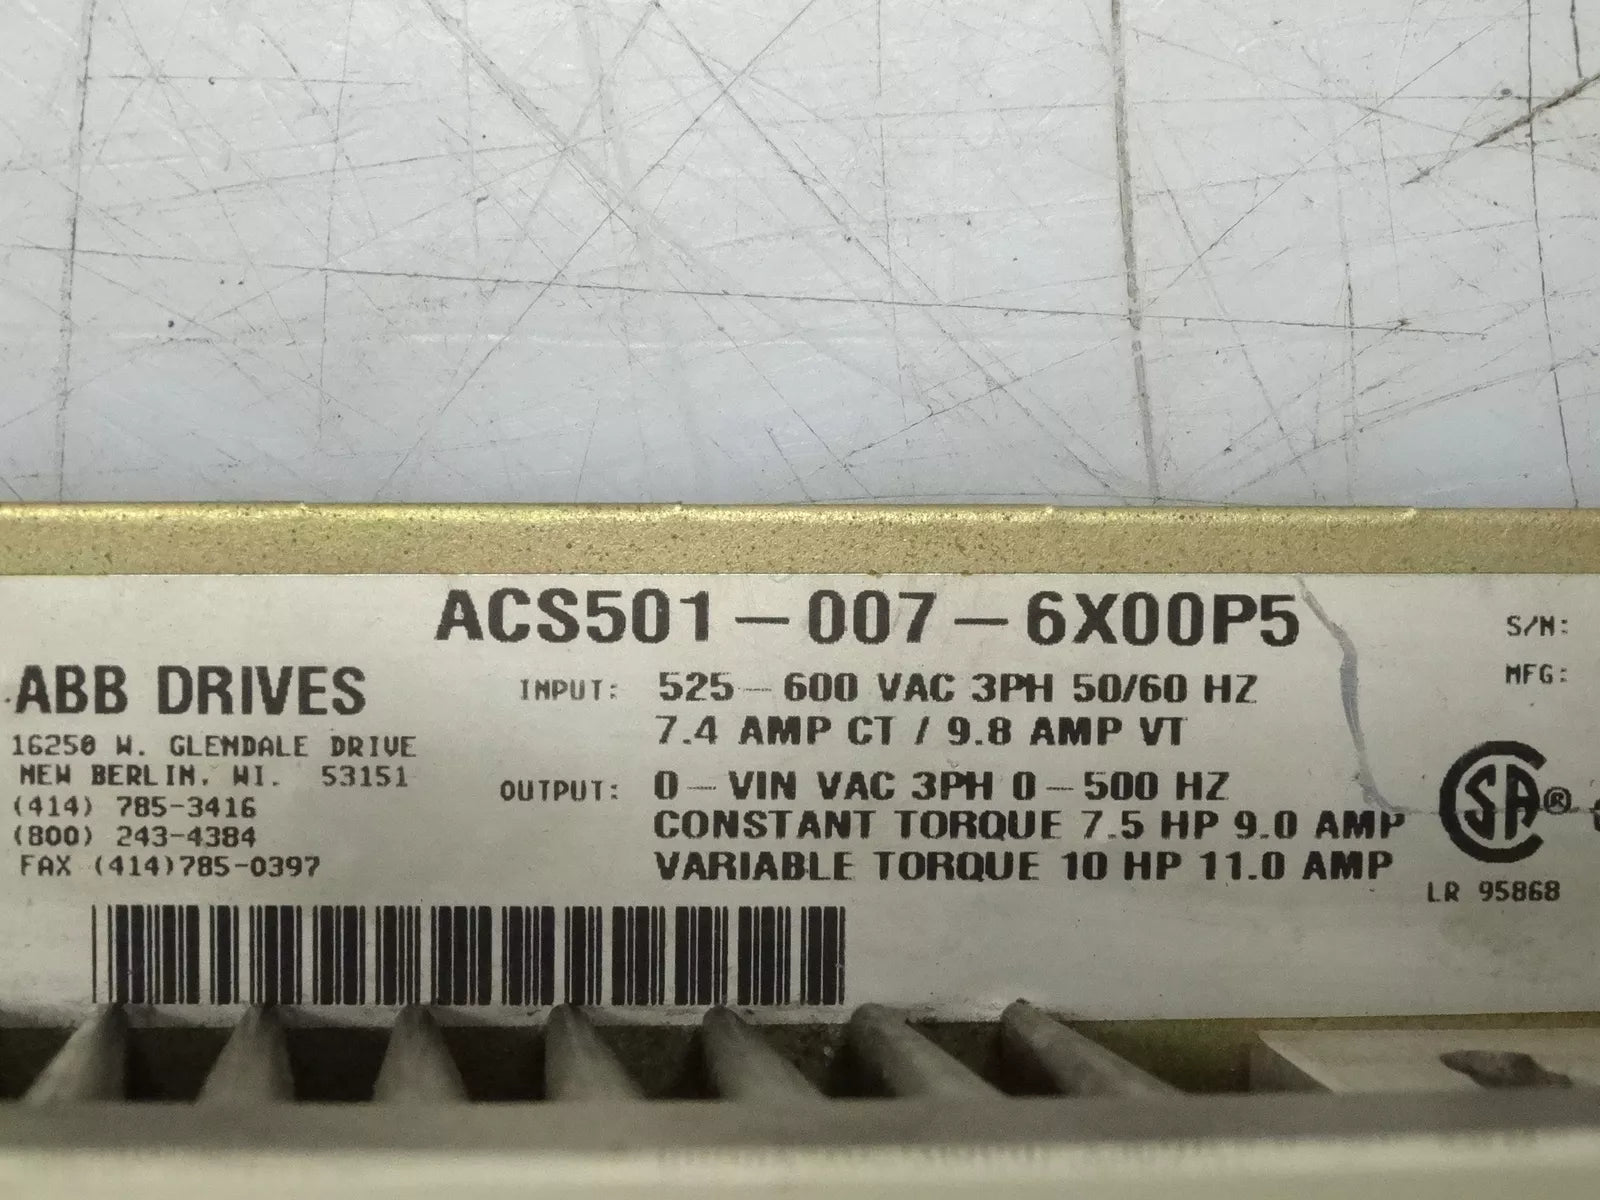 ACS501-007-6X00P5
ABB DRIVES
16250 W. GLENDALE DRIVE
NEW BERLIN, WI. 53151
(414) 785-3416
(800) 243-4384
FAX (414)785-0397
INPUT: 525-600 VAC 3PH 50/60 HZ
7.4 AMP CT / 9.8 AMP VT
OUTPUT: 0-VIN VAC 3PH 0-500 HZ
CONSTANT TORQUE 7.5 HP 9.0 AMP
VARIABLE TORQUE 10 HP 11.0 AMP
S/N:
MFG:
SA ®
LR 95868